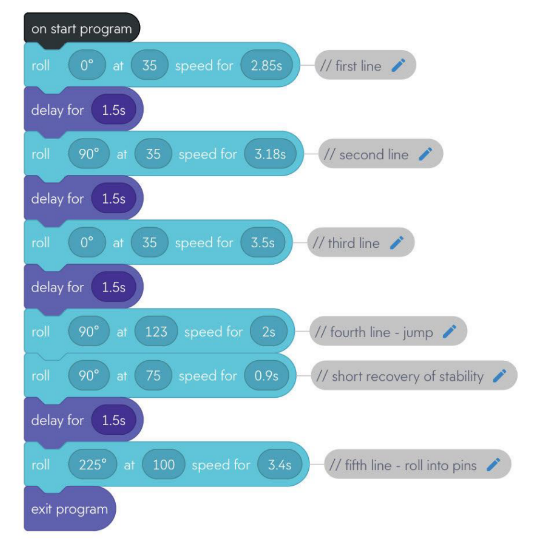 on start program
roll 0° at 35 speed for 2.85s // first line
delay for 1.5s
roll 90° at 35 speed for 3.18s // second line
delay for 1.5s
roll 0° at 35 speed for 3.5s // third line
delay for 1.5s
roll 90° at 123 speed for 2s // fourth line - jump
roll 90° at 75 speed for 0.9s // short recovery of stability
delay for 1.5s
roll 225° at 100 speed for 3.4s // fifth line - roll into pins
exit program